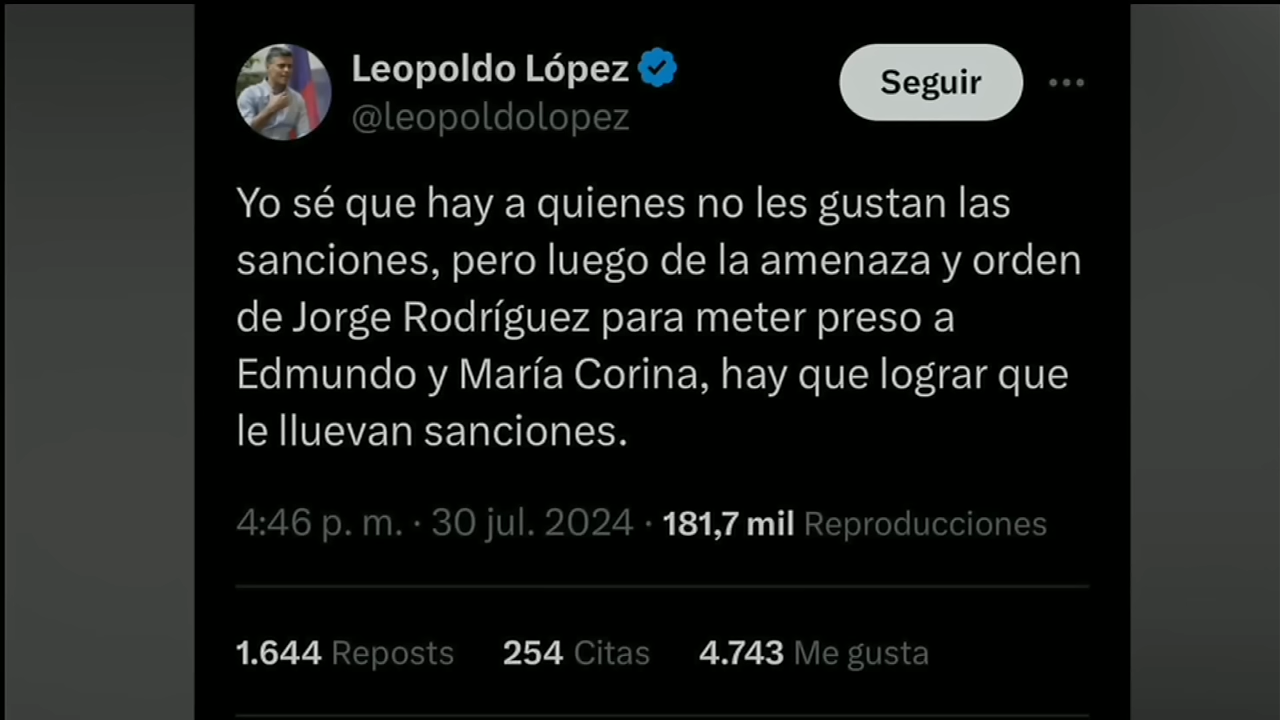 Leopoldo López
Seguir
@leopoldolopez
Yo sé que hay a quienes no les gustan las
sanciones, pero luego de la amenaza y orden
de Jorge Rodríguez para meter preso a
Edmundo y María Corina, hay que lograr que
le lluevan sanciones.
4:46 p. m. · 30 jul. 2024 · 181,7 mil Reproducciones
1.644 Reposts 254 Citas 4.743 Me gusta